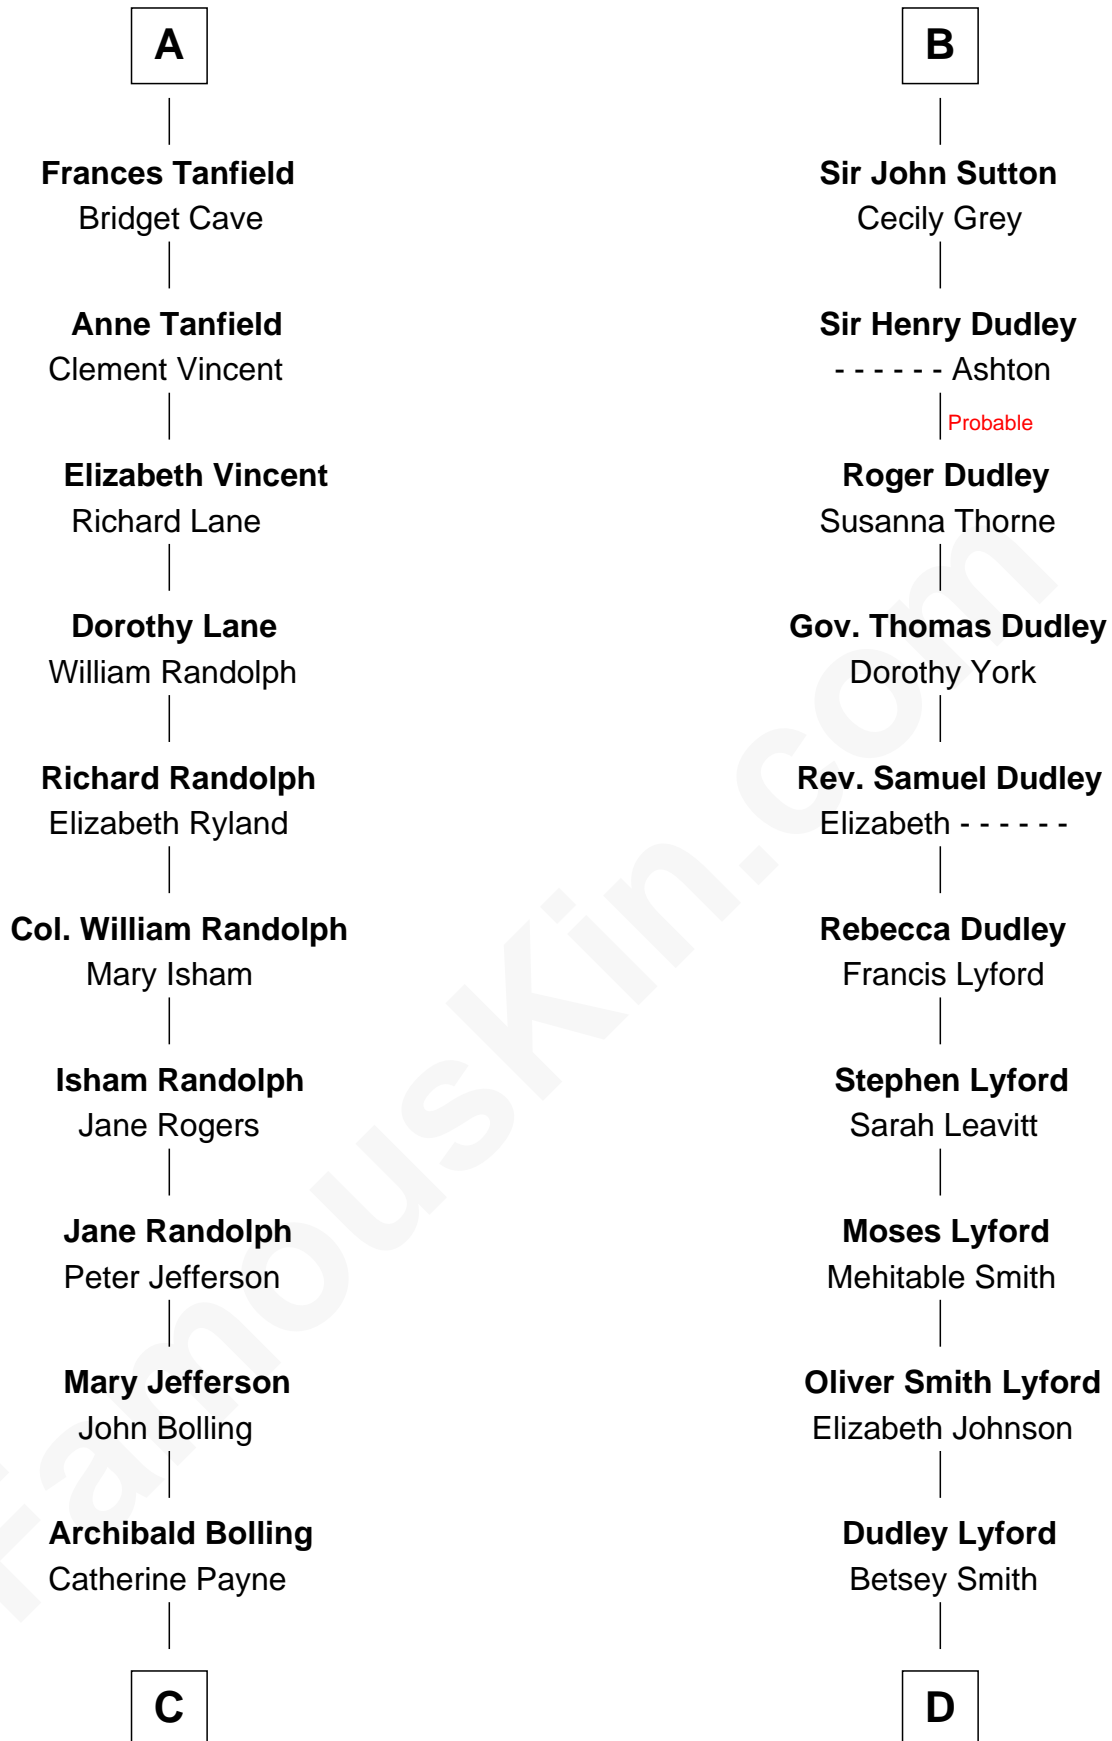 A
Frances Tanfield
Bridget Cave
Anne Tanfield
Clement Vincent
Elizabeth Vincent
Richard Lane
Dorothy Lane
William Randolph
Richard Randolph
Elizabeth Ryland
Col. William Randolph
Mary Isham
Isham Randolph
Jane Rogers
Jane Randolph
Peter Jefferson
Mary Jefferson
John Bolling
Archibald Bolling
Catherine Payne
C
B
Sir John Sutton
Cecily Grey
Sir Henry Dudley
- - - - - - Ashton
Probable
Roger Dudley
Susanna Thorne
Gov. Thomas Dudley
Dorothy York
Rev. Samuel Dudley
Elizabeth - - - - - -
Rebecca Dudley
Francis Lyford
Stephen Lyford
Sarah Leavitt
Moses Lyford
Mehitable Smith
Oliver Smith Lyford
Elizabeth Johnson
Dudley Lyford
Betsey Smith
D
FamousKin.com